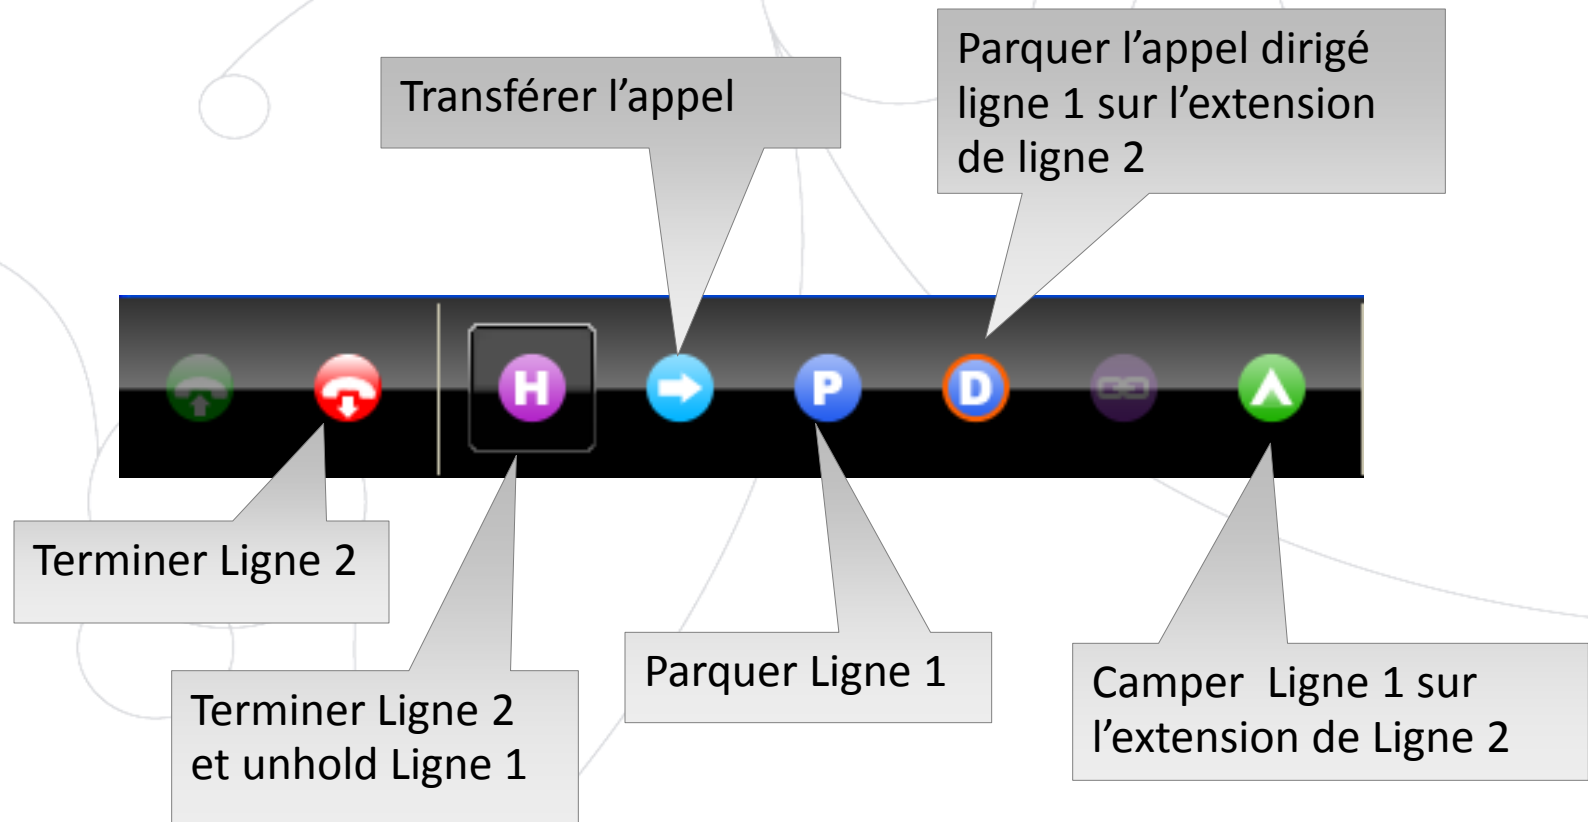 Transférer l’appel
Parquer l’appel dirigé
ligne 1 sur l’extension
de ligne 2
H
P
D
Terminer Ligne 2
Terminer Ligne 2
et unhold Ligne 1
Parquer Ligne 1
Camper  Ligne 1 sur
l’extension de Ligne 2